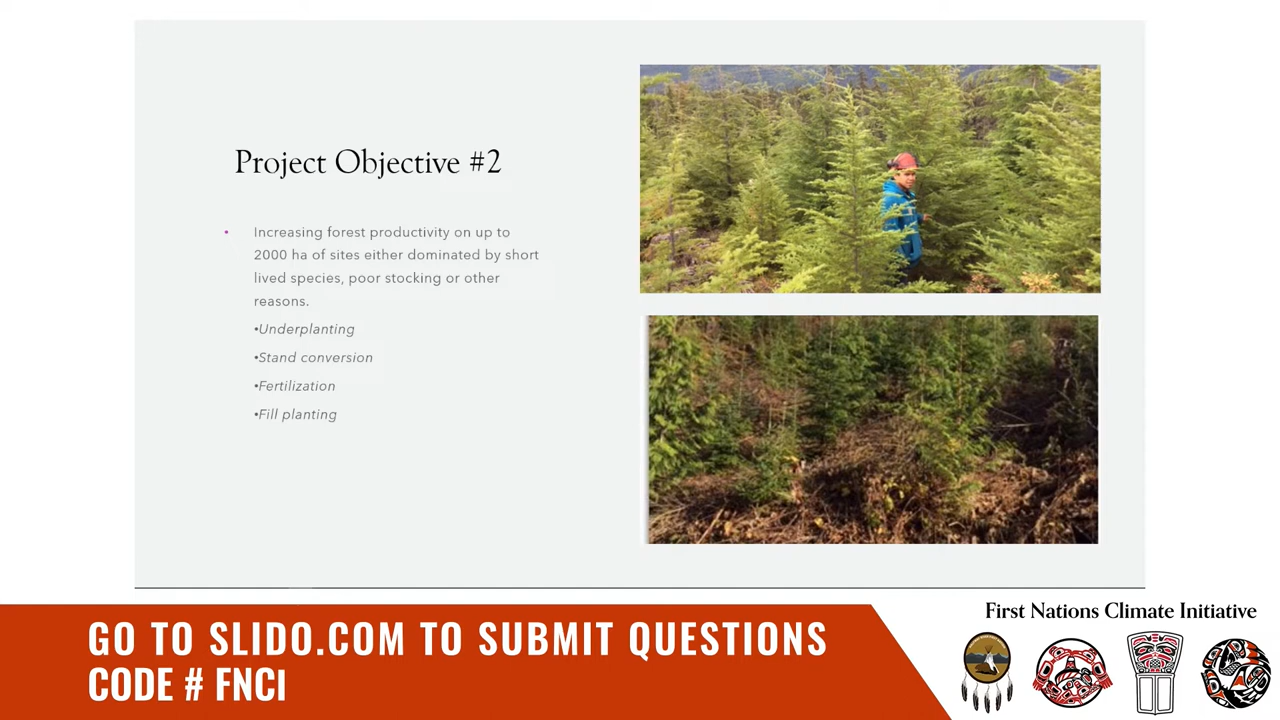 Project Objective #2
• Increasing forest productivity on up to
2000 ha of sites either dominated by short
lived species, poor stocking or other
reasons.
•Underplanting
•Stand conversion
•Fertilization
•Fill planting
GO TO SLIDO.COM TO SUBMIT QUESTIONS
CODE # FNCI
First Nations Climate Initiative